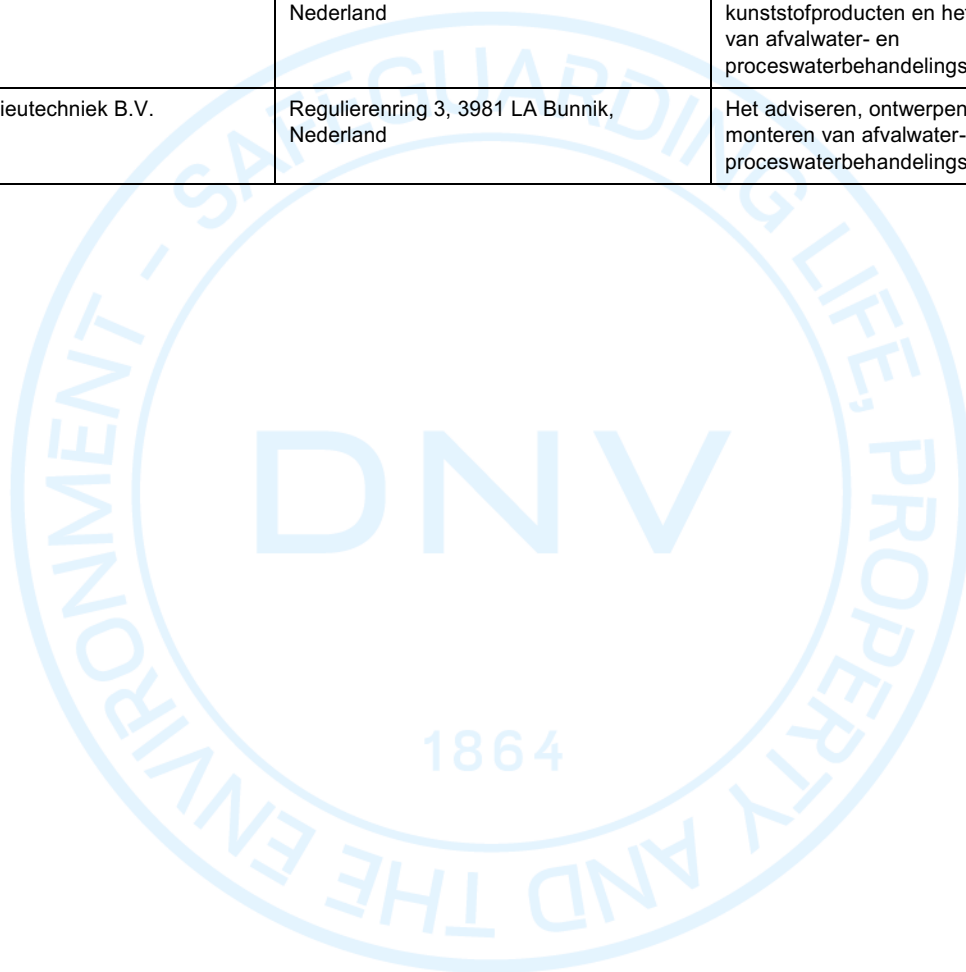 Nederland
kunststofproducten en het
van afvalwater- en
proceswaterbehandelings
ieutechniek B.V.
Regulierenring 3, 3981 LA Bunnik,
Nederland
Het adviseren, ontwerpen
monteren van afvalwater-
proceswaterbehandelings
SAFEGUARDING LIFE, PROPERTY AND THE ENVIRONMENT -
DNV
1864